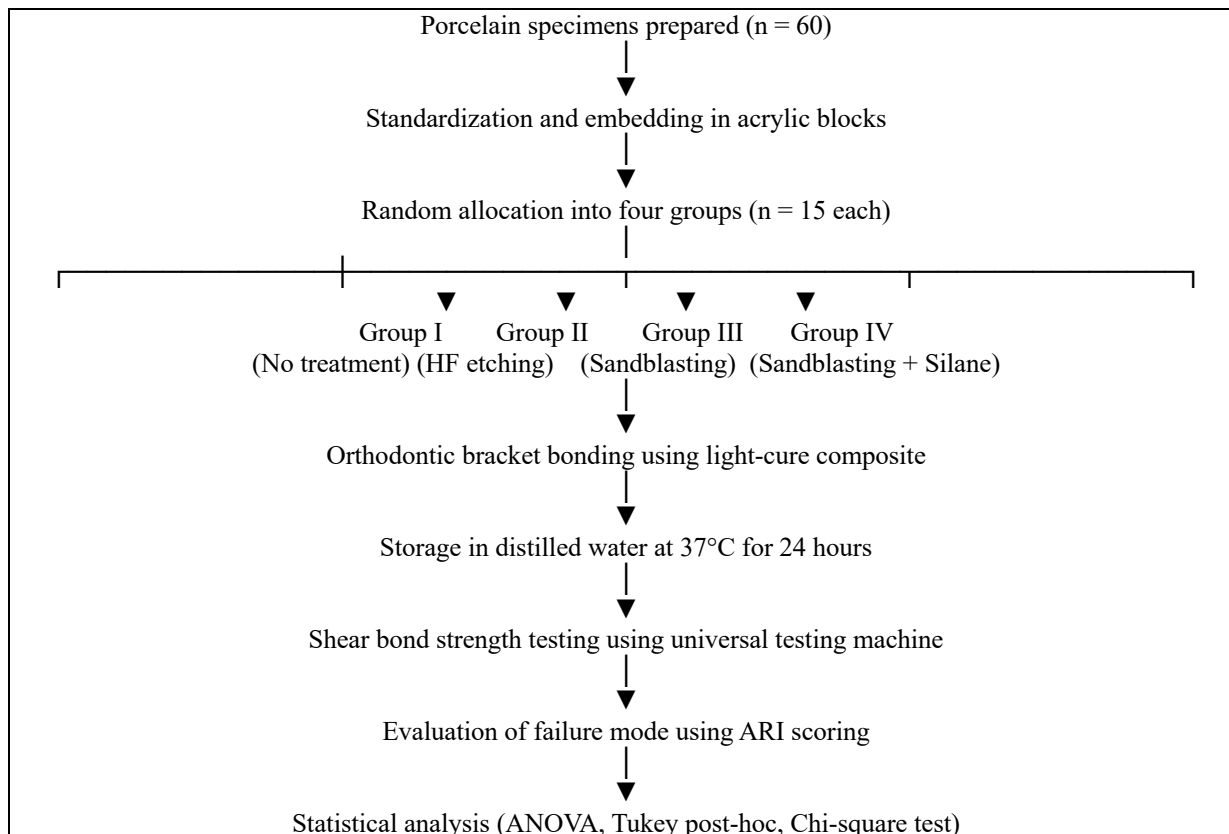 Porcelain specimens prepared (n = 60)
Standardization and embedding in acrylic blocks
Random allocation into four groups (n = 15 each)
Group I Group II Group III Group IV
(No treatment) (HF etching) (Sandblasting) (Sandblasting + Silane)
Orthodontic bracket bonding using light-cure composite
Storage in distilled water at 37°C for 24 hours
Shear bond strength testing using universal testing machine
Evaluation of failure mode using ARI scoring
Statistical analysis (ANOVA, Tukey post-hoc, Chi-square test)